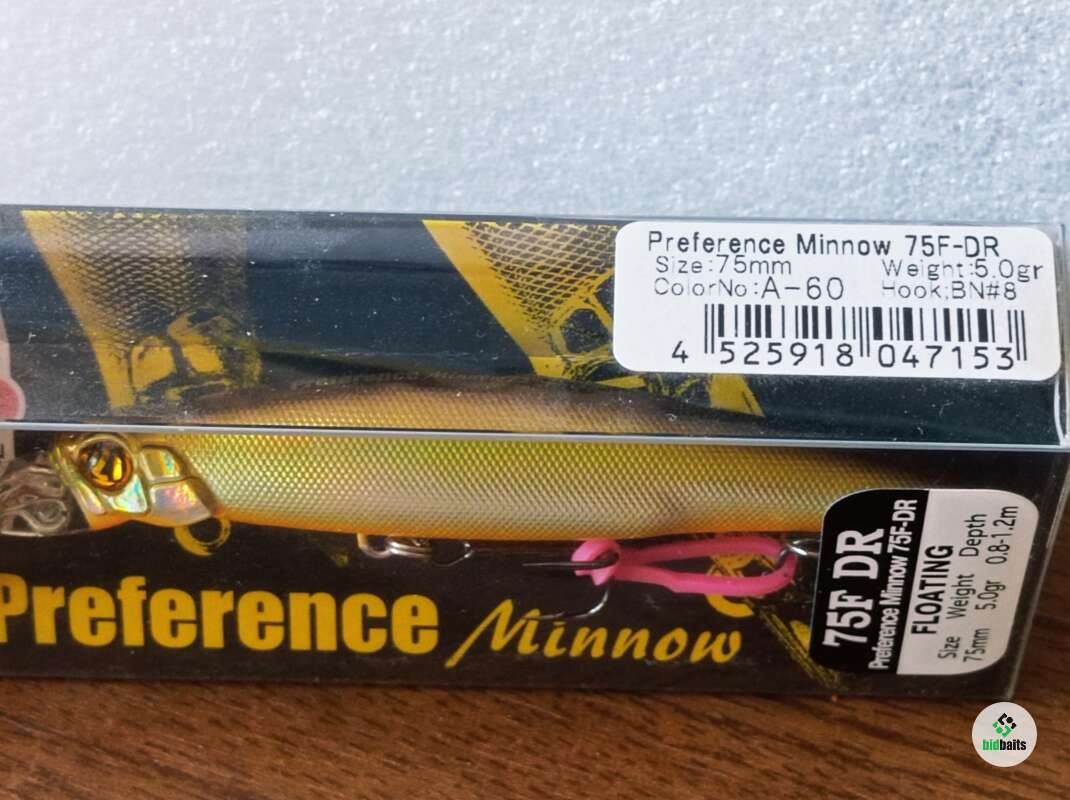 Preference Minnow 75F-DR
Size:75mm Weight:5.0gr
ColorNo:A-60 Hook;BN#8
4 525918 047153
Preference Minnow
75F DR
Preference Minnow 75F-DR
FLOATING
Size Weight Depth
75mm 5.0gr 0.8-1.2m
bidbaits